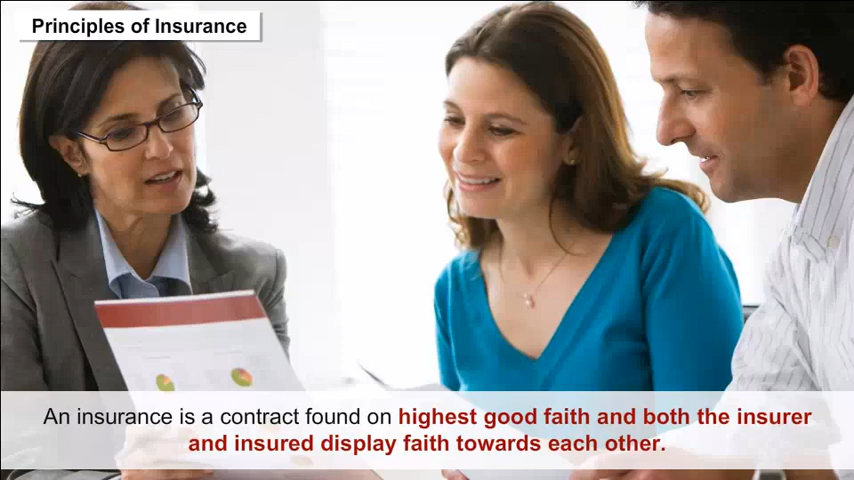 Principles of Insurance
An insurance is a contract found on highest good faith and both the insurer
and insured display faith towards each other.